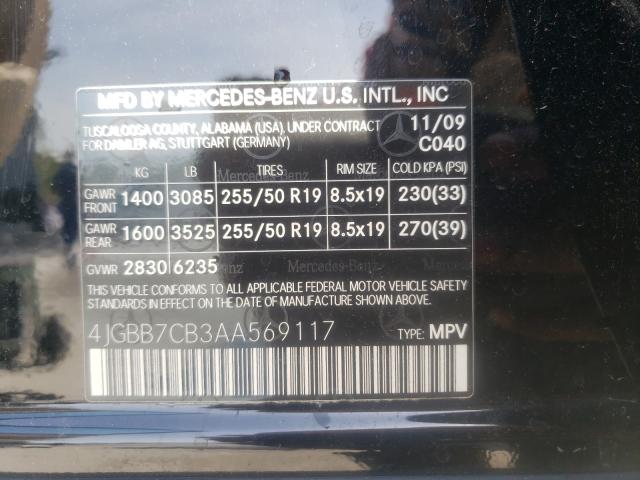 MFD BY MERCEDES-BENZ U.S. INTL., INC
TUSCALOOSA COUNTY, ALABAMA (USA), UNDER CONTRACT 11/09
FOR DAIMLER AG, STUTTGART (GERMANY) C040
KG LB TIRES RIM SIZE COLD KPA (PSI)
GAWR FRONT 1400 3085 255/50 R19 8.5x19 230(33)
GAWR REAR 1600 3525 255/50 R19 8.5x19 270(39)
GVWR 2830 6235
THIS VEHICLE CONFORMS TO ALL APPLICABLE FEDERAL MOTOR VEHICLE SAFETY
STANDARDS IN EFFECT ON THE DATE OF MANUFACTURE SHOWN ABOVE.
4JGBB7CB3AA569117 TYPE: MPV